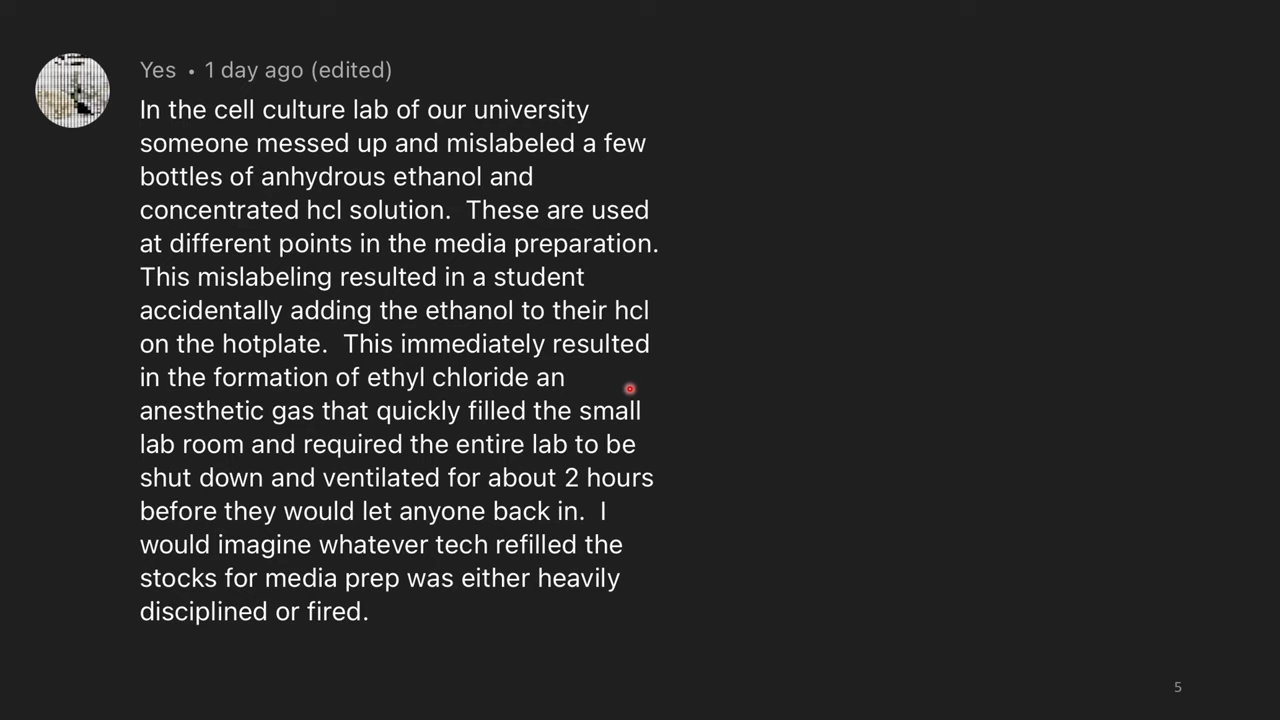 Yes • 1 day ago (edited)
In the cell culture lab of our university
someone messed up and mislabeled a few
bottles of anhydrous ethanol and
concentrated hcl solution.  These are used
at different points in the media preparation.
This mislabeling resulted in a student
accidentally adding the ethanol to their hcl
on the hotplate.  This immediately resulted
in the formation of ethyl chloride an
anesthetic gas that quickly filled the small
lab room and required the entire lab to be
shut down and ventilated for about 2 hours
before they would let anyone back in.  I
would imagine whatever tech refilled the
stocks for media prep was either heavily
disciplined or fired.
5